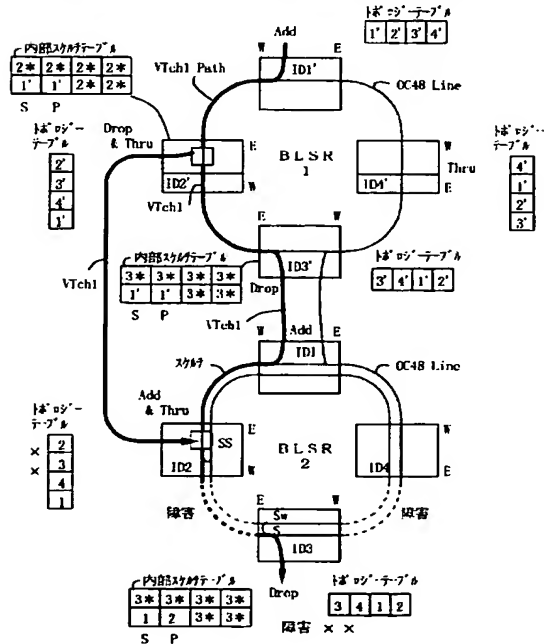 Add
W
E
トポロジーテーブル
1' 2' 3' 4'
内部スケルチテーブル
2* 2* 2* 2*
1' 1' 2* 2*
S P
VTch1 Path
ID1'
OC48 Line
トポロジーテーブル
2'
3'
4'
1'
Drop
& Thru
E
W
ID2'
VTch1
BLSR
1
W
Thru
E
ID4'
トポロジーテーブル
4'
1'
2'
3'
VTch1
内部スケルチテーブル
3* 3* 3* 3*
1' 1' 3* 3*
S P
E
W
ID3'
Drop
3' 4' 1' 2'
トポロジーテーブル
VTch1
Add
W
E
ID1
スケルチ
OC48 Line
Add
& Thru
トポロジーテーブル
× 2
× 3
4
1
SS
E
W
ID2
BLSR
2
W
E
ID4
障害
障害
E
W
SW
S
ID3
Drop
内部スケルチテーブル
3* 3* 3* 3*
1 2 3* 3*
S P
トポロジーテーブル
3 4 1 2
障害 × ×